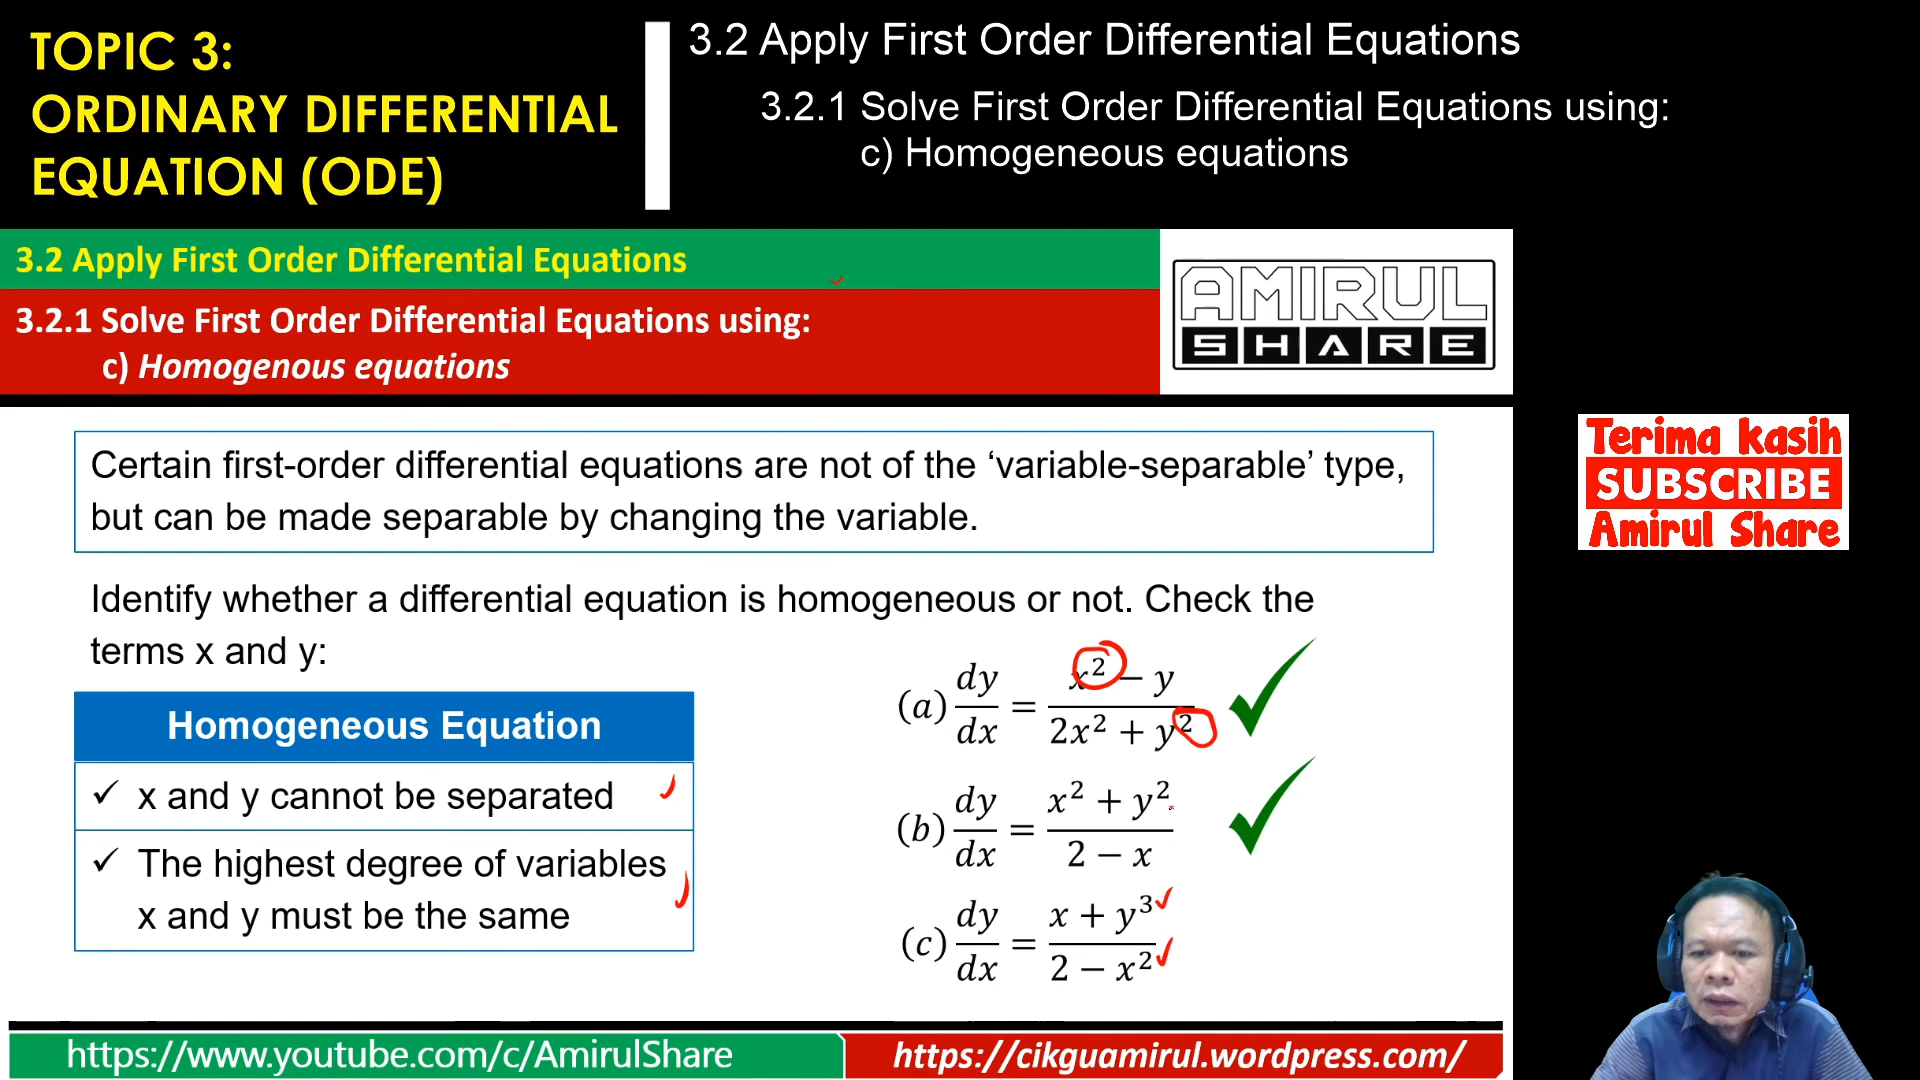 TOPIC 3:
ORDINARY DIFFERENTIAL
EQUATION (ODE)
3.2 Apply First Order Differential Equations
3.2.1 Solve First Order Differential Equations using:
c) Homogeneous equations
3.2 Apply First Order Differential Equations
3.2.1 Solve First Order Differential Equations using:
c) Homogenous equations
AMIRUL
SHARE
Terima kasih
SUBSCRIBE
Amirul Share
Certain first-order differential equations are not of the ‘variable-separable’ type,
but can be made separable by changing the variable.
Identify whether a differential equation is homogeneous or not. Check the
terms x and y:
Homogeneous Equation
✓ x and y cannot be separated
✓ The highest degree of variables
x and y must be the same
(a) dy/dx = (x² − y)/(2x² + y²)
(b) dy/dx = (x² + y²)/(2 − x)
(c) dy/dx = (x + y³)/(2 − x²)
https://www.youtube.com/c/AmirulShare
https://cikguamirul.wordpress.com/